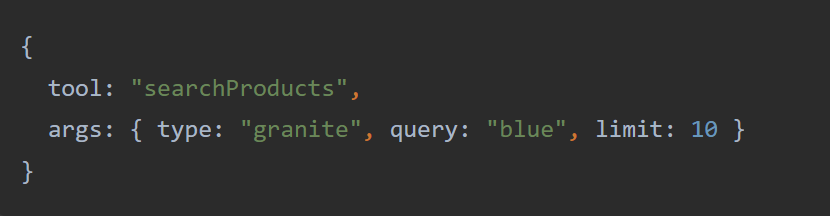 {
  tool: "searchProducts",
  args: { type: "granite", query: "blue", limit: 10 }
}